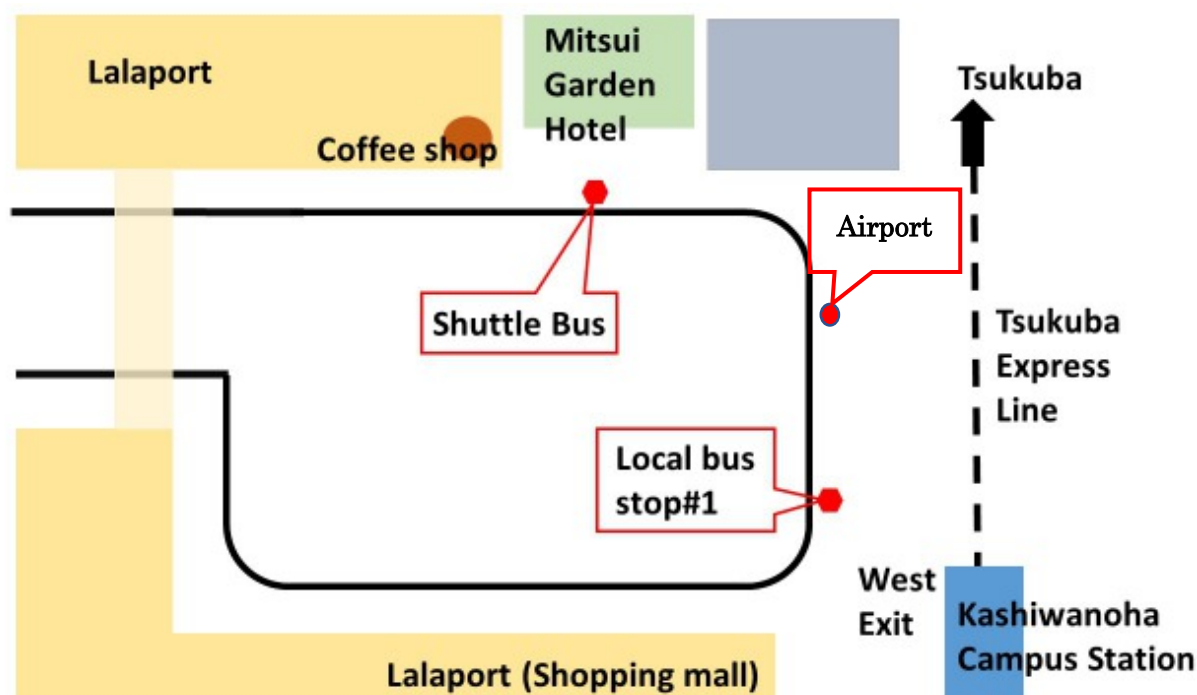 Lalaport
Coffee shop
Mitsui
Garden
Hotel
Tsukuba
Airport
Shuttle Bus
Tsukuba
Express
Line
Local bus
stop#1
West
Exit
Kashiwanoha
Campus Station
Lalaport (Shopping mall)